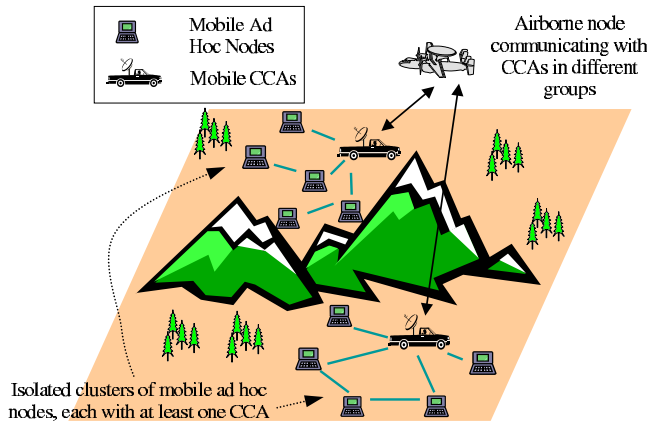 Mobile Ad
Hoc Nodes
Mobile CCAs
Airborne node
communicating with
CCAs in different
groups
Isolated clusters of mobile ad hoc
nodes, each with at least one CCA